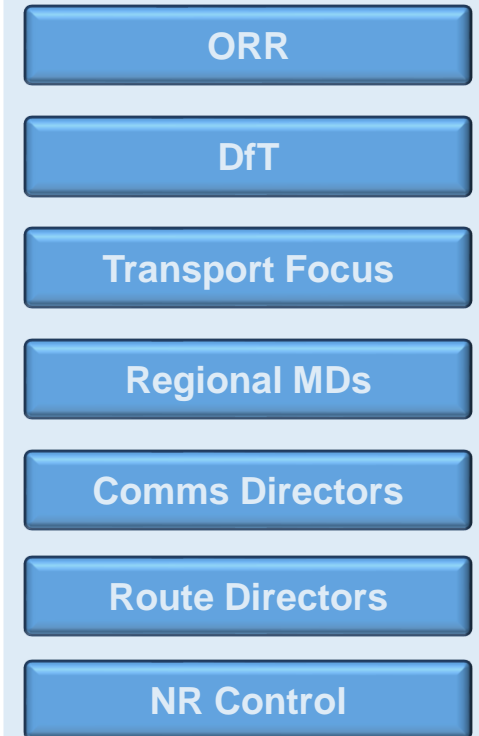 ORR
DfT
Transport Focus
Regional MDs
Comms Directors
Route Directors
NR Control